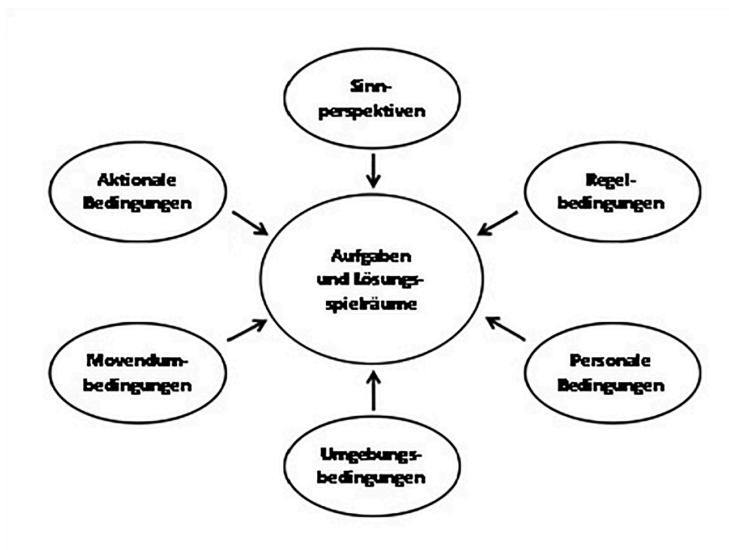 Sinn-
perspektiven
Aktionale
Bedingungen
Regel-
bedingungen
Aufgaben
und Lösungs-
spielräume
Movendum-
bedingungen
Personale
Bedingungen
Umgebungs-
bedingungen